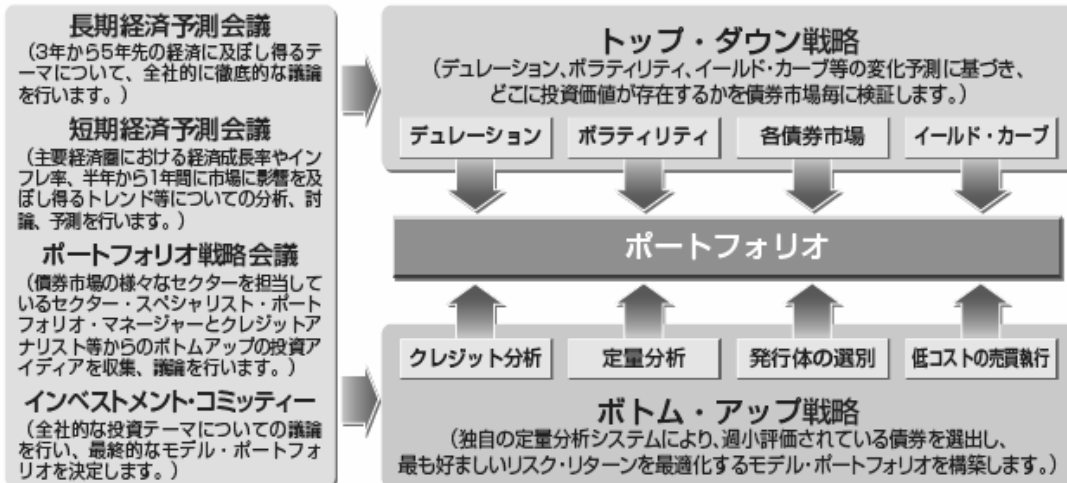 長期経済予測会議
（3年から5年先の経済に及ぼし得るテ
ーマについて、全社的に徹底的な議論
を行います。）
短期経済予測会議
（主要経済圏における経済成長率やイン
フレ率、半年から1年間に市場に影響を及
ぼし得るトレンド等についての分析、討
論、予測を行います。）
ポートフォリオ戦略会議
（債券市場の様々なセクターを担当して
いるセクター・スペシャリスト・ポート
フォリオ・マネージャーとクレジットア
ナリスト等からのボトムアップの投資ア
イディアを収集、議論を行います。）
インベストメント・コミッティー
（全社的な投資テーマについての議論
を行い、最終的なモデル・ポートフォ
リオを決定します。）
トップ・ダウン戦略
（デュレーション、ボラティリティ、イールド・カーブ等の変化予測に基づき、
どこに投資価値が存在するかを債券市場毎に検証します。）
デュレーション
ボラティリティ
各債券市場
イールド・カーブ
ポートフォリオ
クレジット分析
定量分析
発行体の選別
低コストの売買執行
ボトム・アップ戦略
（独自の定量分析システムにより、過小評価されている債券を選出し、
最も好ましいリスク・リターンを最適化するモデル・ポートフォリオを構築します。）